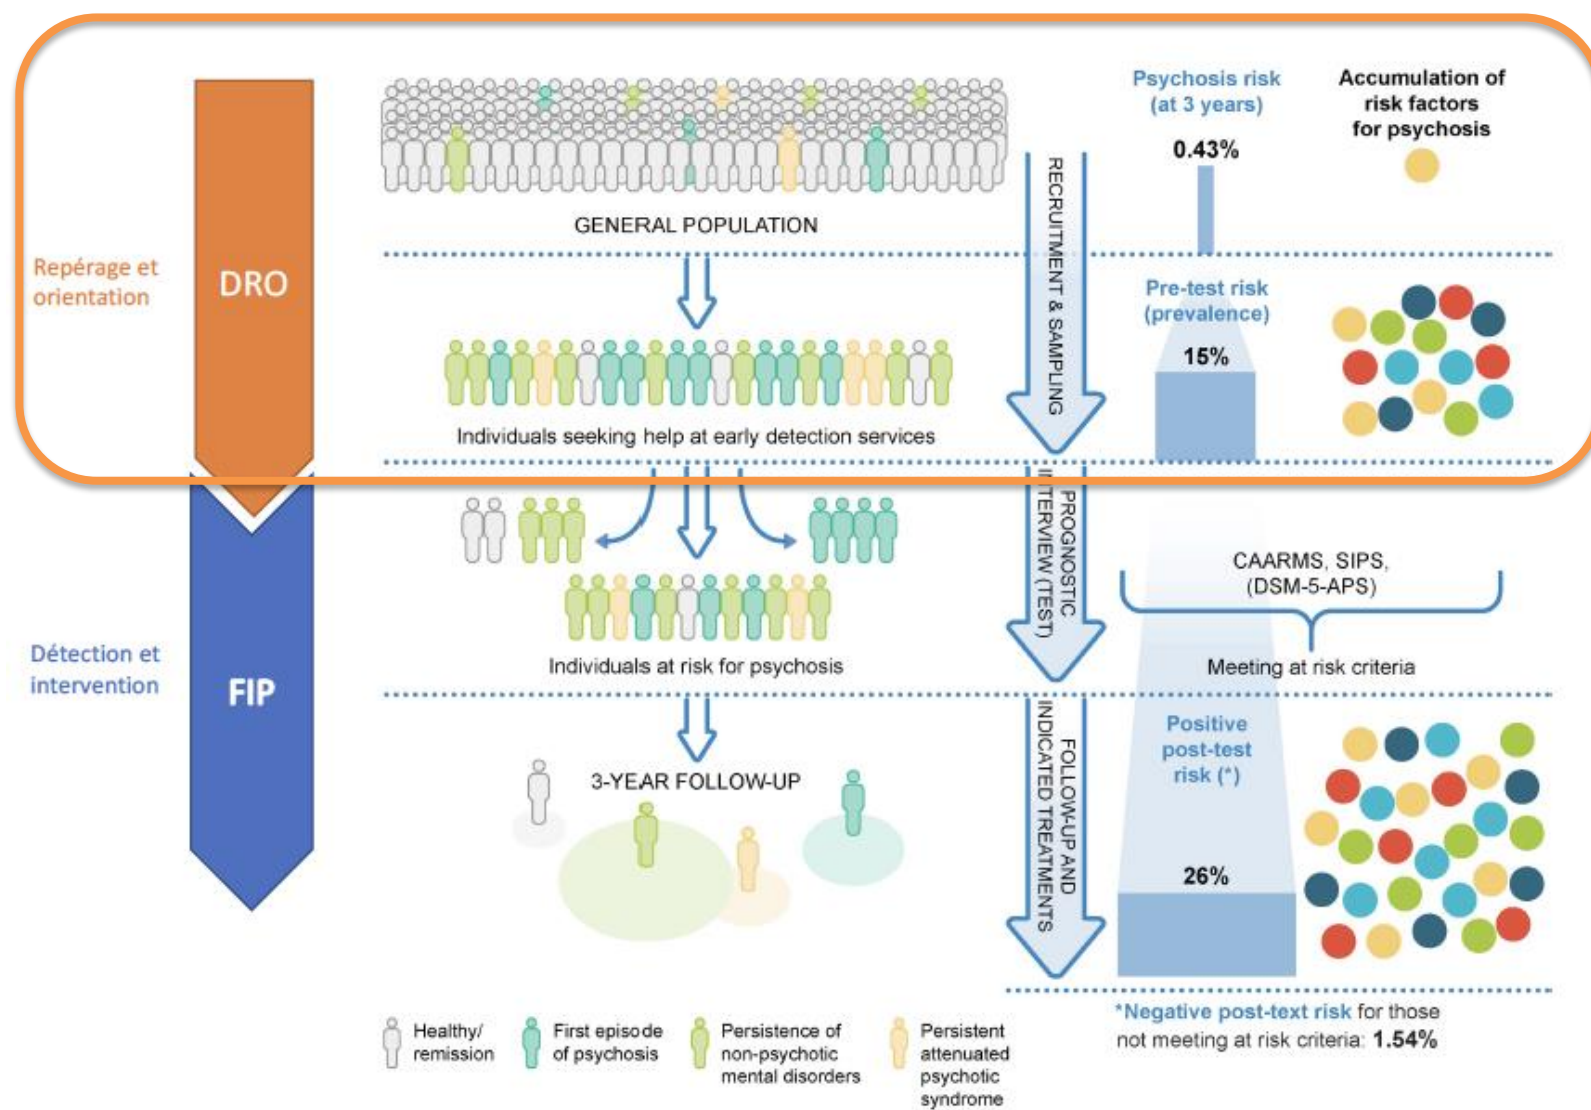 Psychosis risk
(at 3 years)
0.43%
Accumulation of
risk factors
for psychosis
GENERAL POPULATION
RECRUITMENT & SAMPLING
Repérage et
orientation
DRO
Pre-test risk
(prevalence)
15%
Individuals seeking help at early detection services
PROGNOSTIC
INTERVIEW (TEST)
CAARMS, SIPS,
(DSM-5-APS)
Individuals at risk for psychosis
Meeting at risk criteria
Détection et
intervention
FIP
FOLLOW-UP AND
INDICATED TREATMENTS
Positive
post-test
risk (*)
3-YEAR FOLLOW-UP
26%
*Negative post-text risk for those
not meeting at risk criteria: 1.54%
Healthy/
remission
First episode
of psychosis
Persistence of
non-psychotic
mental disorders
Persistent
attenuated
psychotic
syndrome